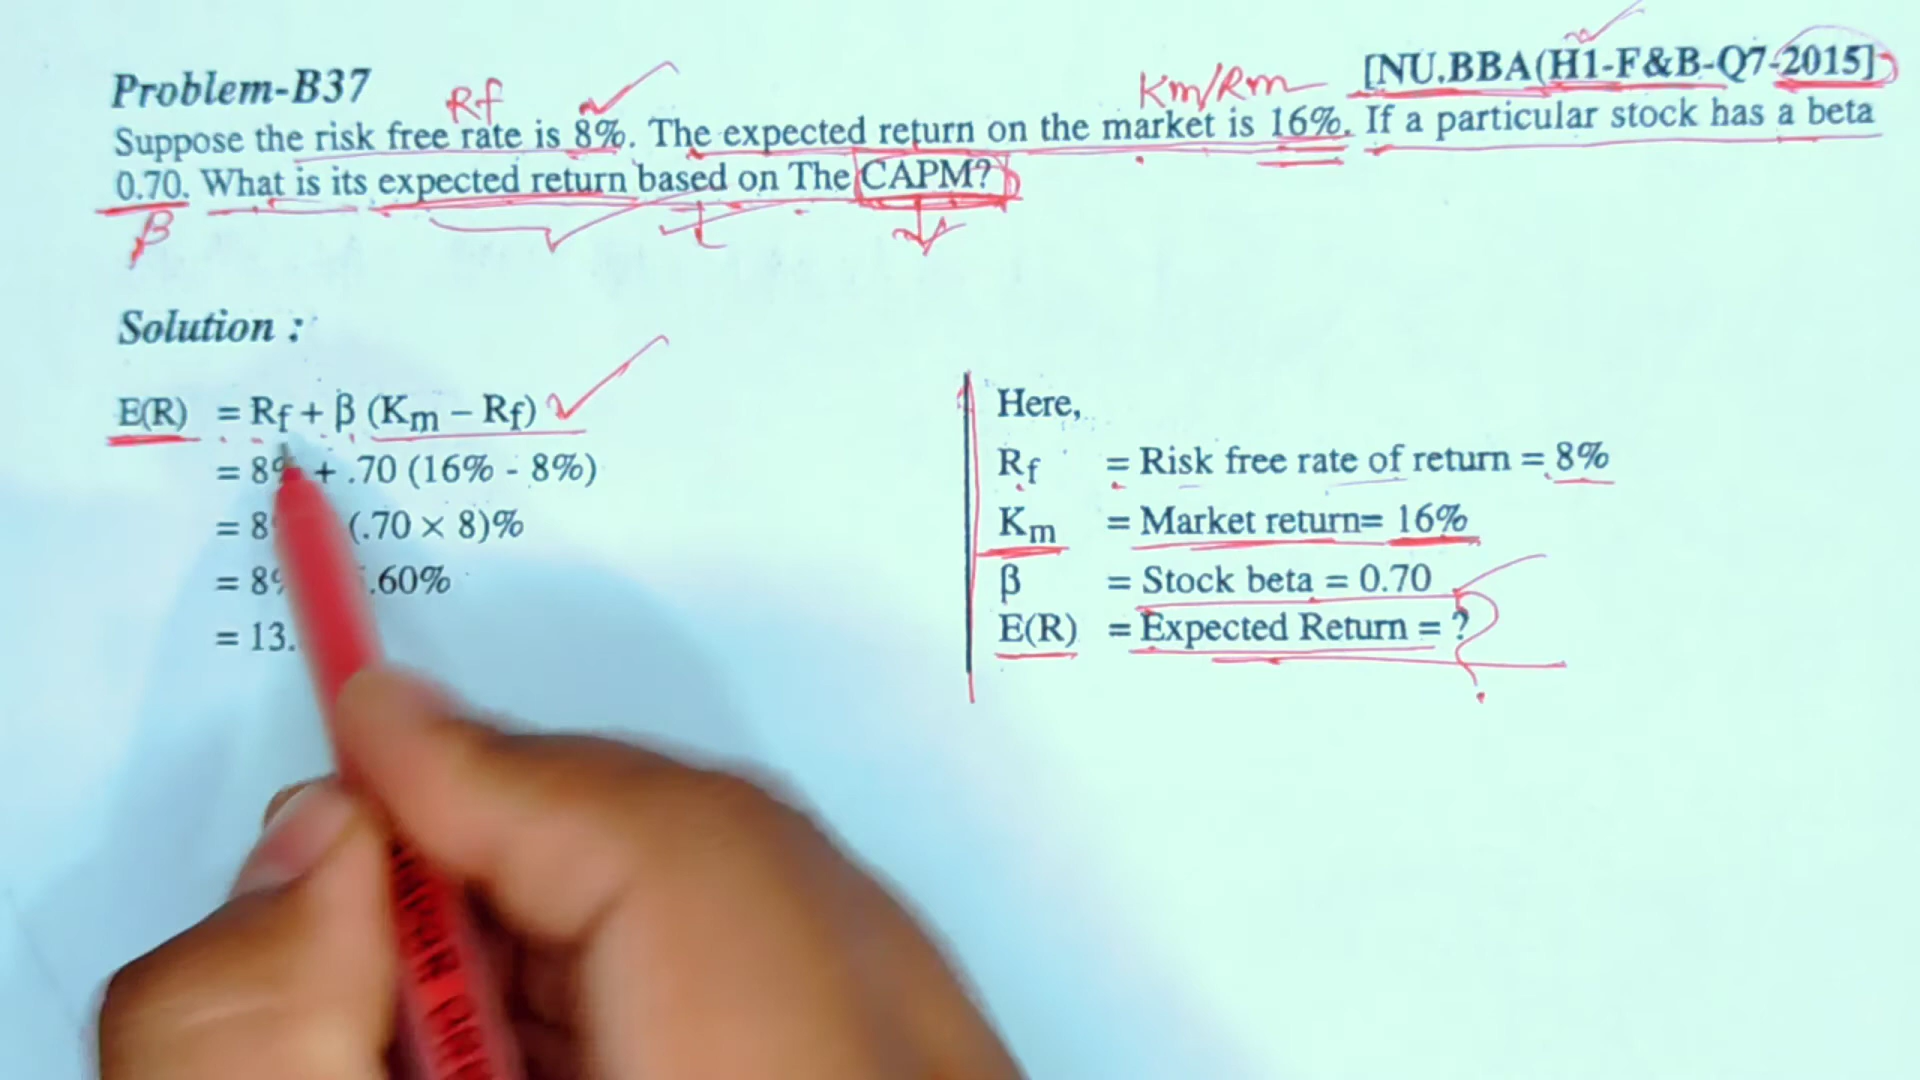 [NU.BBA(H1-F&B-Q7-2015]
Problem-B37
Rf
Km/Rm
Suppose the risk free rate is 8%. The expected return on the market is 16%. If a particular stock has a beta
0.70. What is its expected return based on The CAPM?
β
Solution :
E(R) = Rf + β (Km – Rf)
= 8% + .70 (16% - 8%)
= 8 (.70 × 8)%
= 8 .60%
= 13.
Here,
Rf = Risk free rate of return = 8%
Km = Market return= 16%
β = Stock beta = 0.70
E(R) = Expected Return = ?